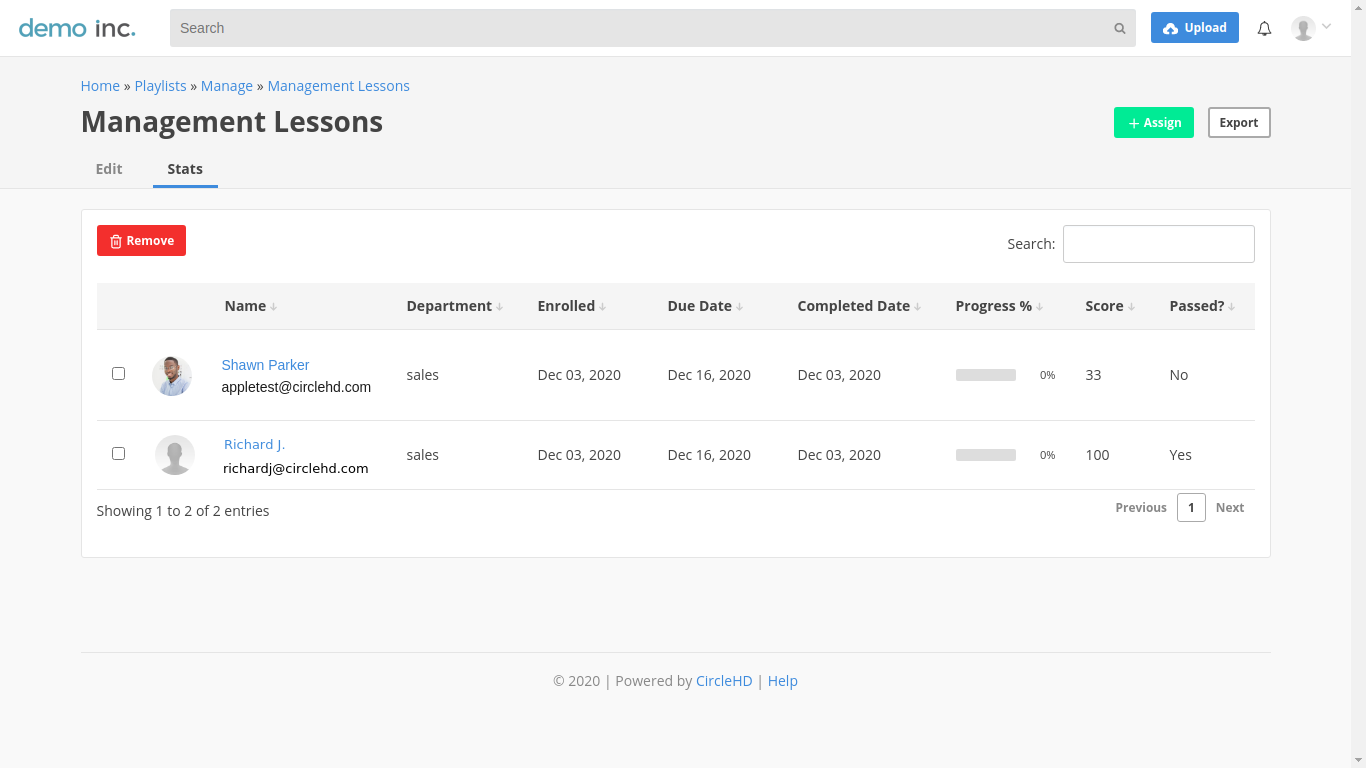 demo inc.
Search
Upload
Home » Playlists » Manage » Management Lessons
Management Lessons
+ Assign
Export
Edit
Stats
Remove
Search:
Name Department Enrolled Due Date Completed Date Progress % Score Passed?
Shawn Parker
appletest@circlehd.com
sales Dec 03, 2020 Dec 16, 2020 Dec 03, 2020 0% 33 No
Richard J.
richardj@circlehd.com
sales Dec 03, 2020 Dec 16, 2020 Dec 03, 2020 0% 100 Yes
Showing 1 to 2 of 2 entries
Previous 1 Next
© 2020 | Powered by CircleHD | Help